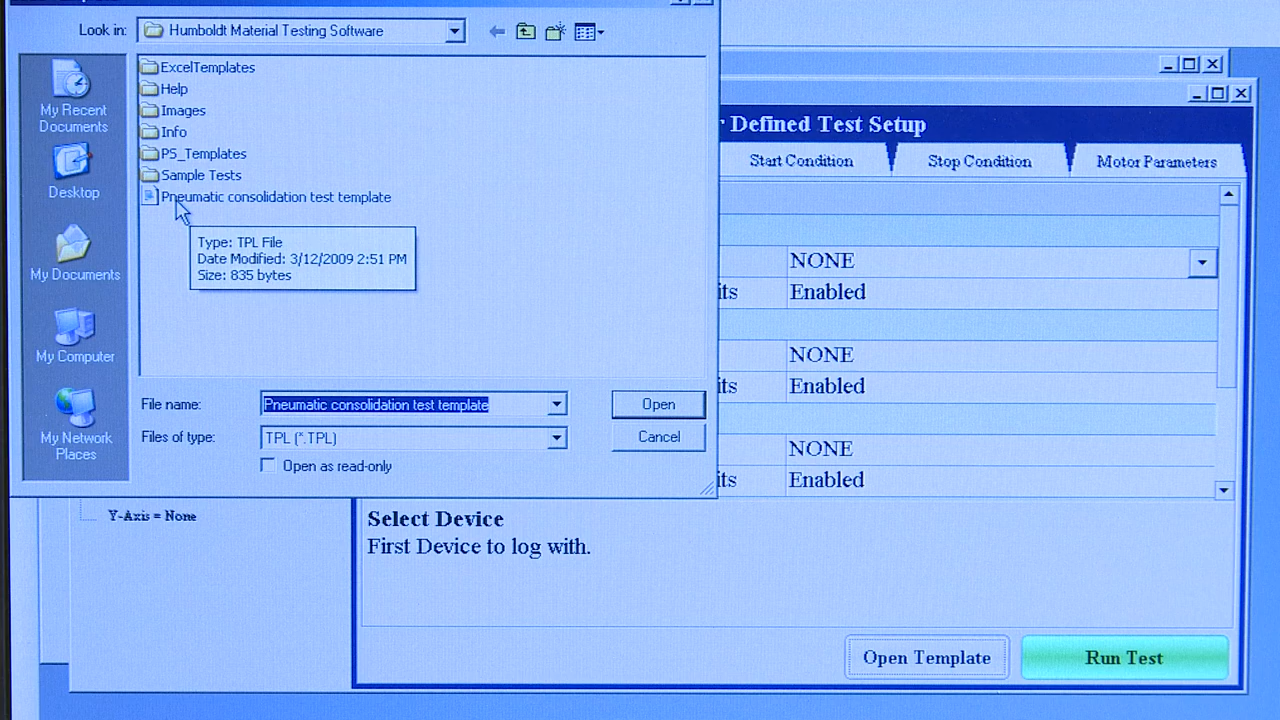 Look in: Humboldt Material Testing Software
My Recent
Documents
Desktop
My Documents
My Computer
My Network
Places
ExcelTemplates
Help
Images
Info
PS_Templates
Sample Tests
Pneumatic consolidation test template
Type: TPL File
Date Modified: 3/12/2009 2:51 PM
Size: 835 bytes
File name: Pneumatic consolidation test template Open
Files of type: TPL (*.TPL) Cancel
Open as read-only
Defined Test Setup
Start Condition Stop Condition Motor Parameters
NONE
its Enabled
NONE
its Enabled
NONE
its Enabled
Y-Axis = None
Select Device
First Device to log with.
Open Template Run Test